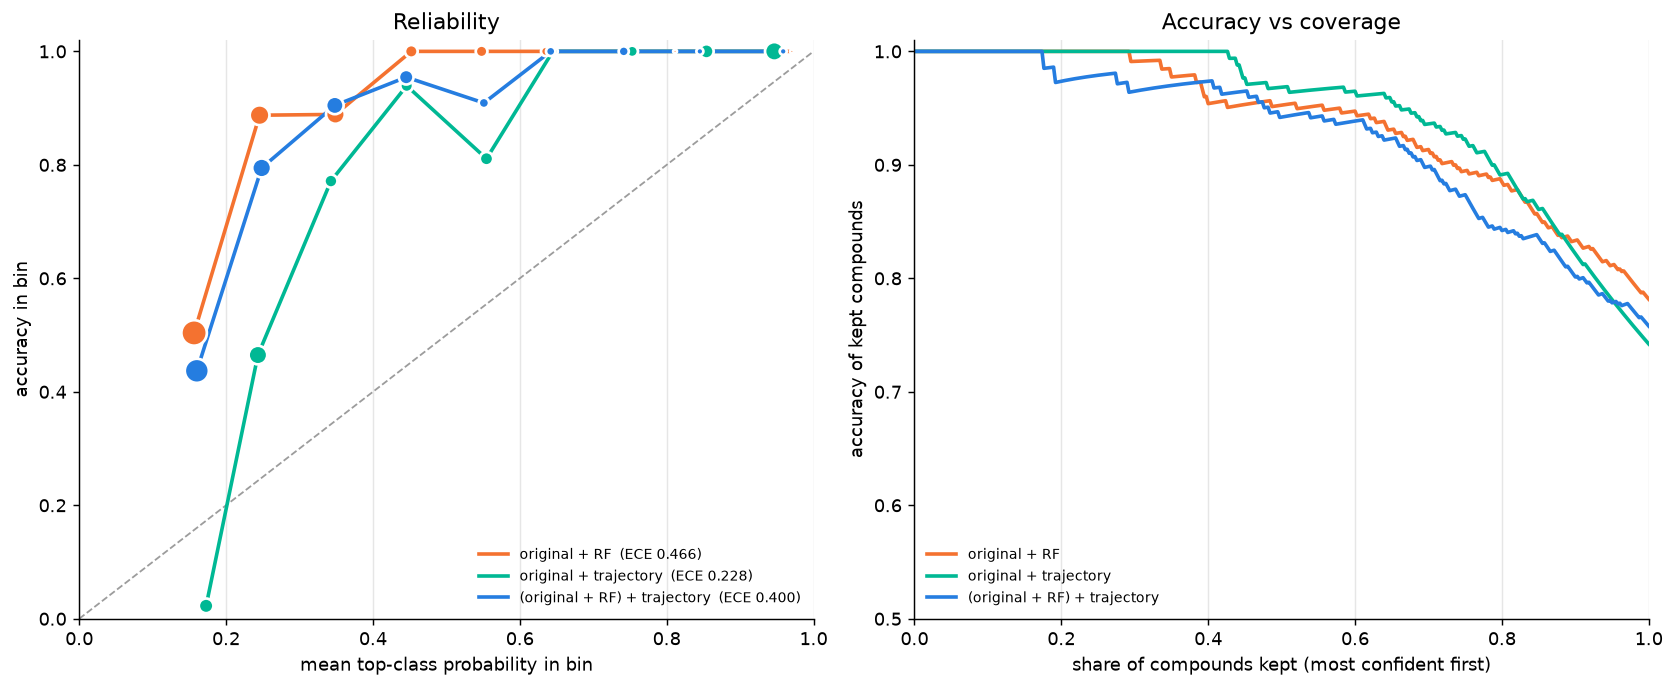 Reliability
1.0
0.8
0.6
0.4
0.2
0.0
accuracy in bin
original + RF (ECE 0.466)
original + trajectory (ECE 0.228)
(original + RF) + trajectory (ECE 0.400)
0.0 0.2 0.4 0.6 0.8 1.0
mean top-class probability in bin
Accuracy vs coverage
1.0
0.9
0.8
0.7
0.6
0.5
accuracy of kept compounds
original + RF
original + trajectory
(original + RF) + trajectory
0.0 0.2 0.4 0.6 0.8 1.0
share of compounds kept (most confident first)